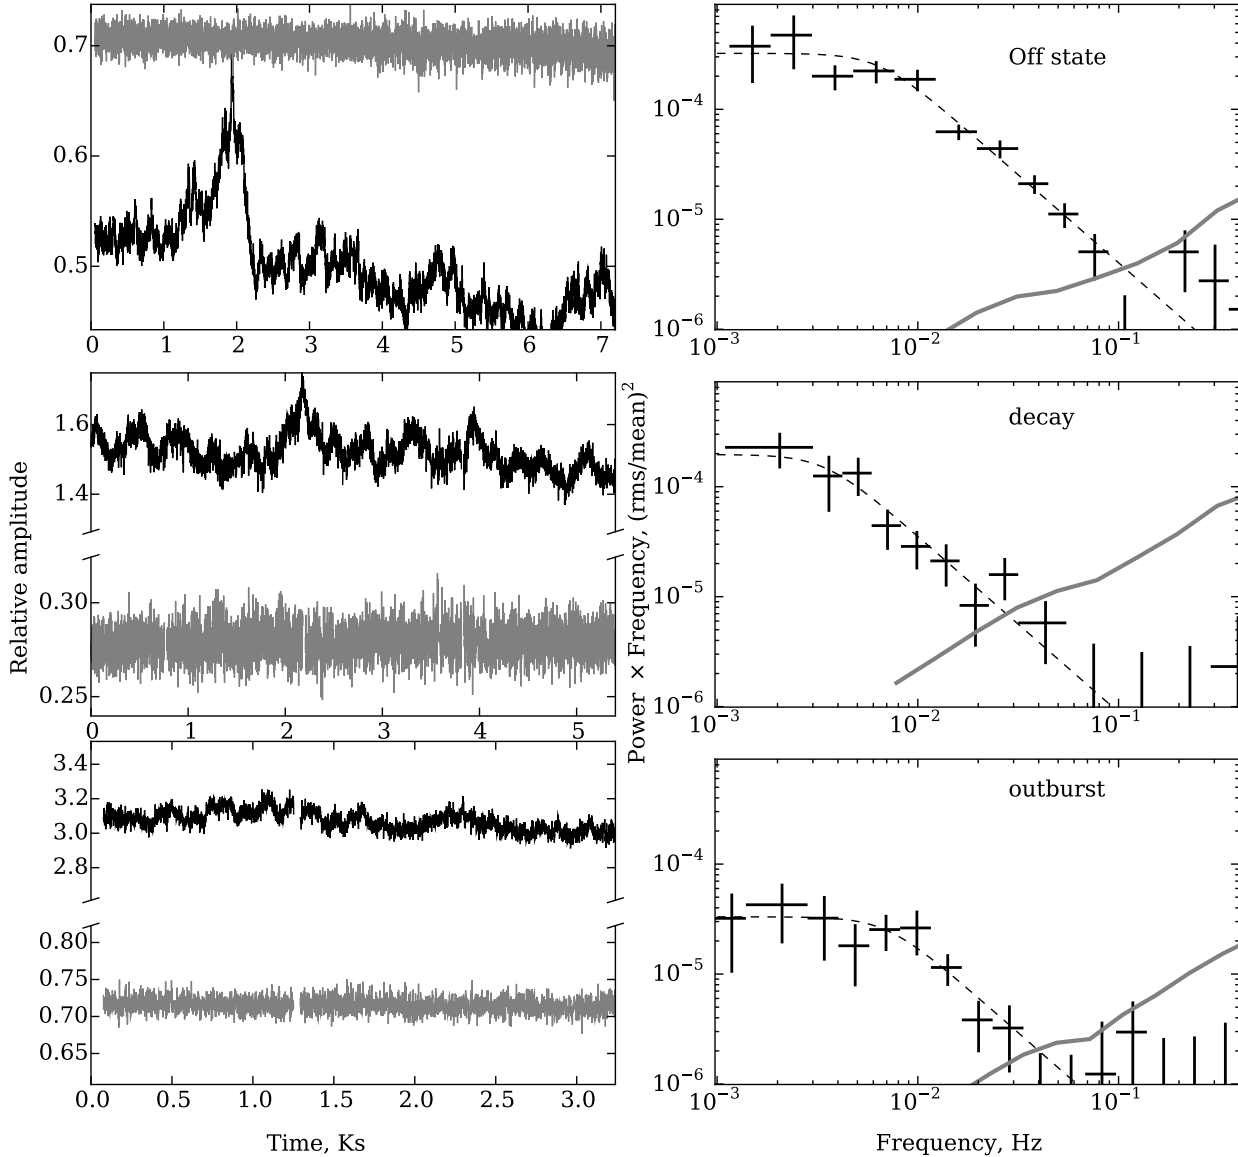 0.7
0.6
0.5
0 1 2 3 4 5 6 7
Off state
10⁻⁴
10⁻⁵
10⁻⁶
10⁻³ 10⁻² 10⁻¹
Relative amplitude
1.6
1.4
0.30
0.25
0 1 2 3 4 5
Power × Frequency, (rms/mean)²
decay
10⁻⁴
10⁻⁵
10⁻⁶
10⁻³ 10⁻² 10⁻¹
3.4
3.2
3.0
2.8
0.80
0.75
0.70
0.65
0.0 0.5 1.0 1.5 2.0 2.5 3.0
Time, Ks
outburst
10⁻⁴
10⁻⁵
10⁻⁶
10⁻³ 10⁻² 10⁻¹
Frequency, Hz